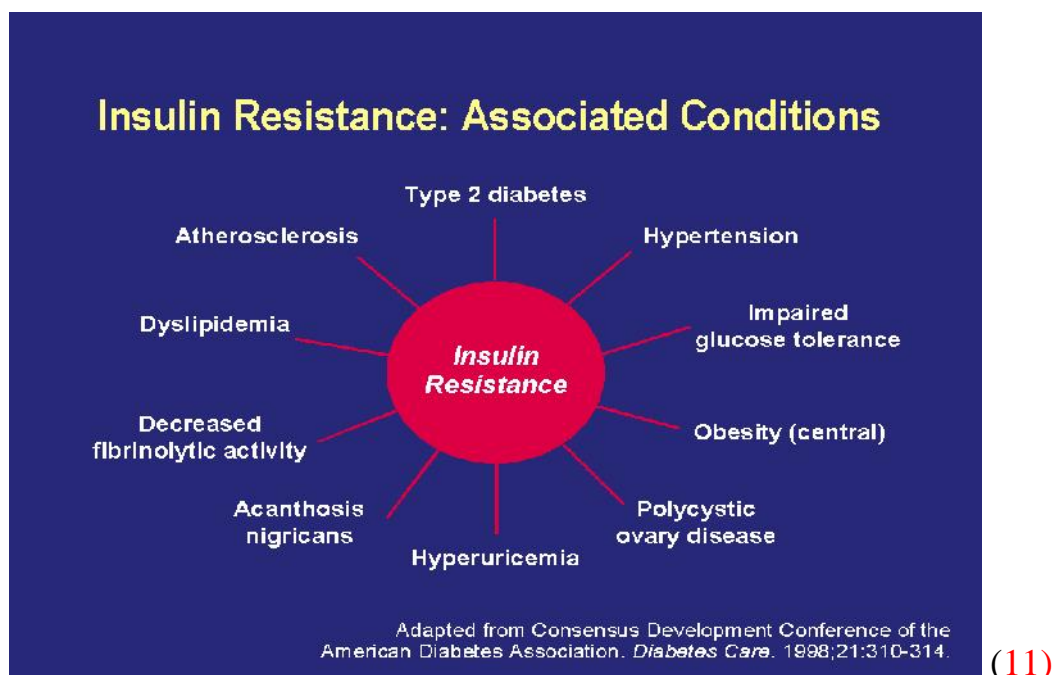 Insulin Resistance: Associated Conditions
Type 2 diabetes
Atherosclerosis
Hypertension
Dyslipidemia
Impaired
glucose tolerance
Insulin
Resistance
Decreased
fibrinolytic activity
Obesity (central)
Acanthosis
nigricans
Polycystic
ovary disease
Hyperuricemia
Adapted from Consensus Development Conference of the
American Diabetes Association. Diabetes Care. 1998;21:310-314.
(11)